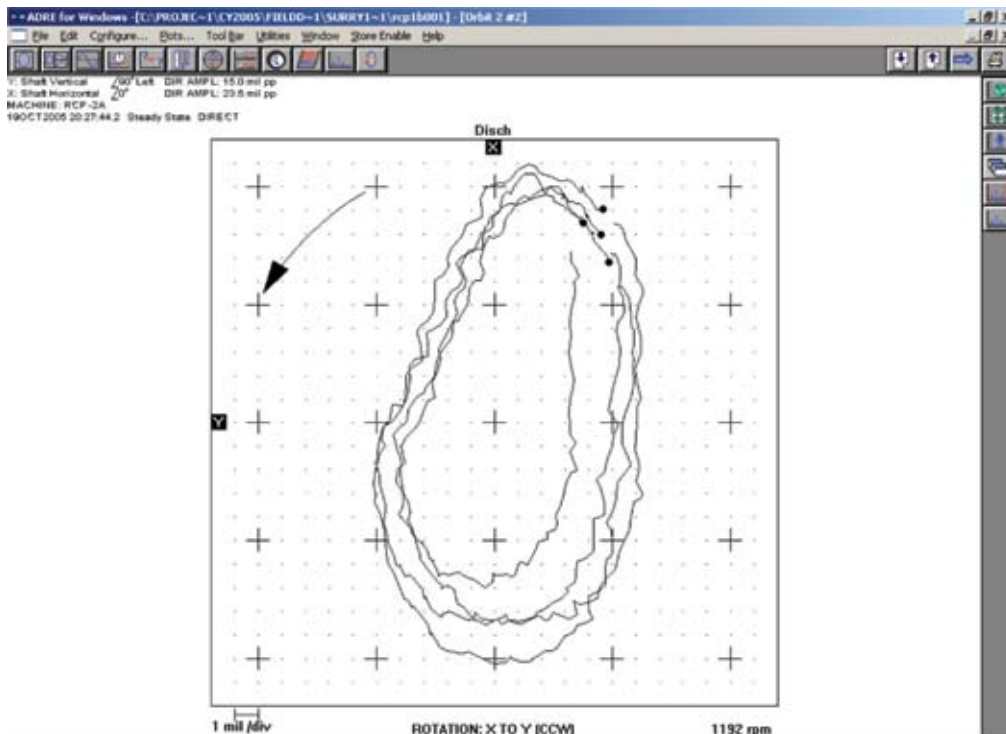 ADRE for Windows -[C:\PROJEC~1\CY2005\FIELDD~1\SURRY1~1\rcp1b001] - [Orbit 2 #2]
File Edit Configure... Plots... Tool Bar Utilities Window Store Enable Help
Y: Shaft Vertical /90° Left DIR AMPL: 15.0 mil pp
X: Shaft Horizontal /0° DIR AMPL: 23.5 mil pp
MACHINE: RCP-2A
19OCT2005 20:27:44.2 Steady State DIRECT
Disch
X
Y
1 mil /div ROTATION: X TO Y (CCW) 1192 rpm